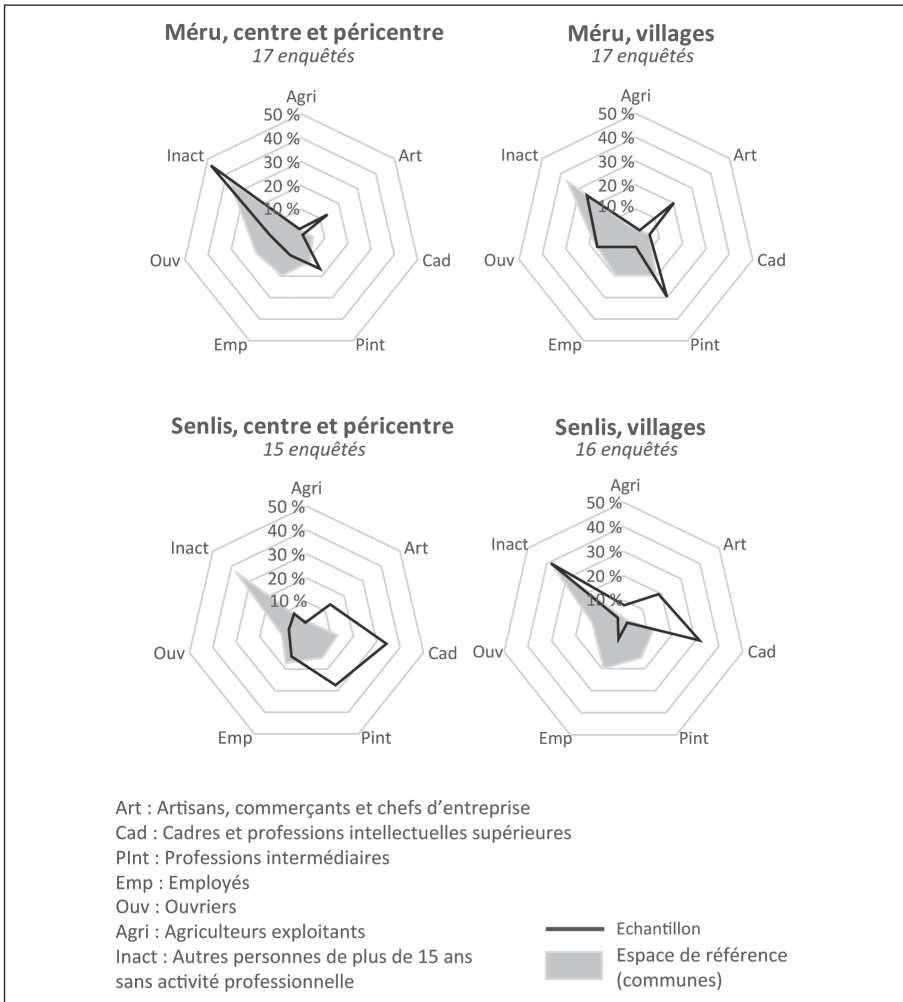 Méru, centre et péricentre
17 enquêtés
Agri
50 %
40 %
30 %
20 %
10 %
Art
Cad
Pint
Emp
Ouv
Inact
Méru, villages
17 enquêtés
Agri
50 %
40 %
30 %
20 %
10 %
Art
Cad
Pint
Emp
Ouv
Inact
Senlis, centre et péricentre
15 enquêtés
Agri
50 %
40 %
30 %
20 %
10 %
Art
Cad
Pint
Emp
Ouv
Inact
Senlis, villages
16 enquêtés
Agri
50 %
40 %
30 %
20 %
10 %
Art
Cad
Pint
Emp
Ouv
Inact
Art : Artisans, commerçants et chefs d’entreprise
Cad : Cadres et professions intellectuelles supérieures
PInt : Professions intermédiaires
Emp : Employés
Ouv : Ouvriers
Agri : Agriculteurs exploitants
Inact : Autres personnes de plus de 15 ans
sans activité professionnelle
Echantillon
Espace de référence
(communes)